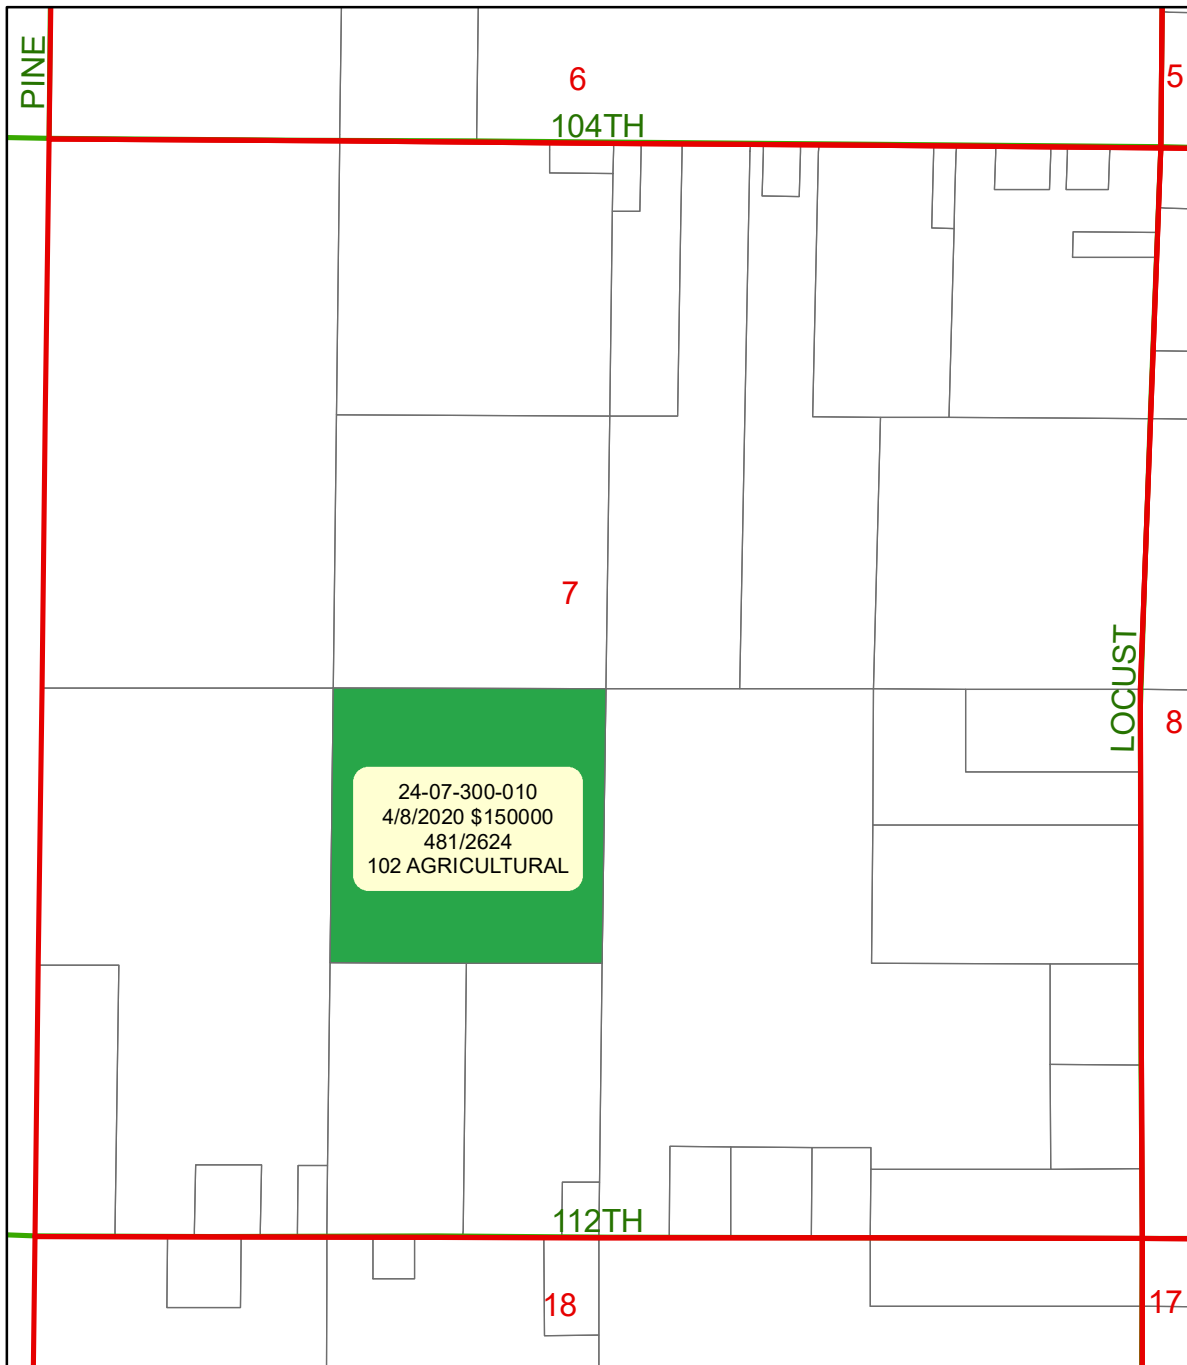 PINE
6
5
104TH
7
LOCUST
8
24-07-300-010
4/8/2020 $150000
481/2624
102 AGRICULTURAL
112TH
18
17